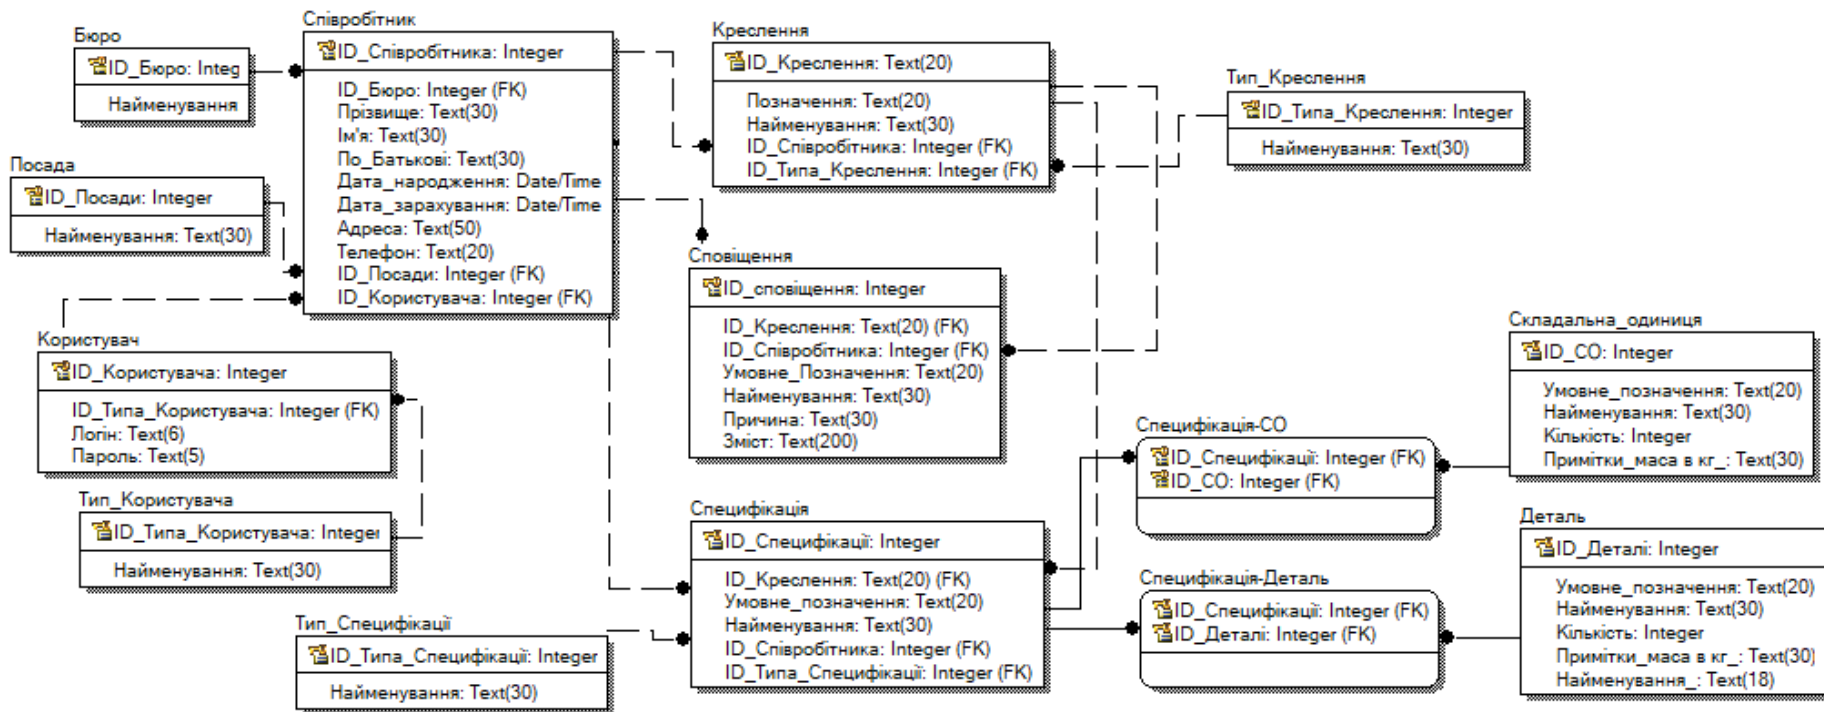 Бюро
ID_Бюро: Integ
Найменування
Посада
ID_Посади: Integer
Найменування: Text(30)
Співробітник
ID_Співробітника: Integer
ID_Бюро: Integer (FK)
Прізвище: Text(30)
Ім'я: Text(30)
По_Батькові: Text(30)
Дата_народження: Date/Time
Дата_зарахування: Date/Time
Адреса: Text(50)
Телефон: Text(20)
ID_Посади: Integer (FK)
ID_Користувача: Integer (FK)
Користувач
ID_Користувача: Integer
ID_Типа_Користувача: Integer (FK)
Логін: Text(6)
Пароль: Text(5)
Тип_Користувача
ID_Типа_Користувача: Integer
Найменування: Text(30)
Тип_Специфікації
ID_Типа_Специфікації: Integer
Найменування: Text(30)
Креслення
ID_Креслення: Text(20)
Позначення: Text(20)
Найменування: Text(30)
ID_Співробітника: Integer (FK)
ID_Типа_Креслення: Integer (FK)
Тип_Креслення
ID_Типа_Креслення: Integer
Найменування: Text(30)
Сповіщення
ID_сповіщення: Integer
ID_Креслення: Text(20) (FK)
ID_Співробітника: Integer (FK)
Умовне_Позначення: Text(20)
Найменування: Text(30)
Причина: Text(30)
Зміст: Text(200)
Специфікація
ID_Специфікації: Integer
ID_Креслення: Text(20) (FK)
Умовне_позначення: Text(20)
Найменування: Text(30)
ID_Співробітника: Integer (FK)
ID_Типа_Специфікації: Integer (FK)
Специфікація-СО
ID_Специфікації: Integer (FK)
ID_СО: Integer (FK)
Специфікація-Деталь
ID_Специфікації: Integer (FK)
ID_Деталі: Integer (FK)
Складальна_одиниця
ID_СО: Integer
Умовне_позначення: Text(20)
Найменування: Text(30)
Кількість: Integer
Примітки_маса в кг_: Text(30)
Деталь
ID_Деталі: Integer
Умовне_позначення: Text(20)
Найменування: Text(30)
Кількість: Integer
Примітки_маса в кг_: Text(30)
Найменування_: Text(18)